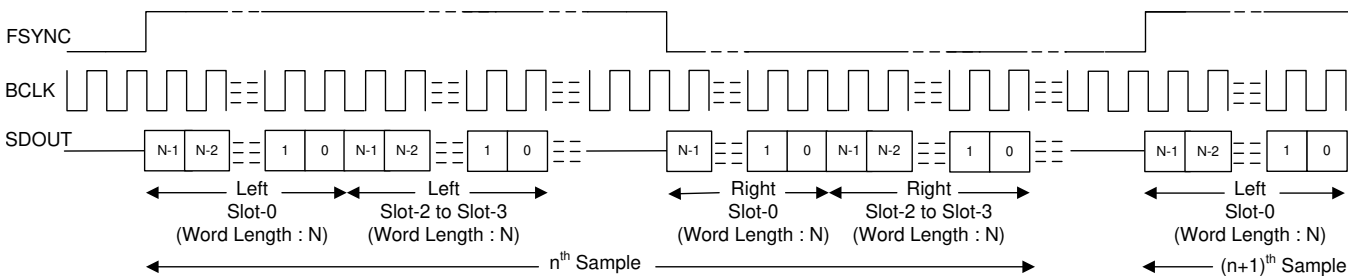 FSYNC
BCLK
SDOUT
N-1 N-2 1 0 N-1 N-2 1 0 N-1 1 0 N-1 N-2 1 0 N-1 N-2 1 0
Left Left Right Right Left
Slot-0 Slot-2 to Slot-3 Slot-0 Slot-2 to Slot-3 Slot-0
(Word Length : N) (Word Length : N) (Word Length : N) (Word Length : N) (Word Length : N)
nth Sample (n+1)th Sample